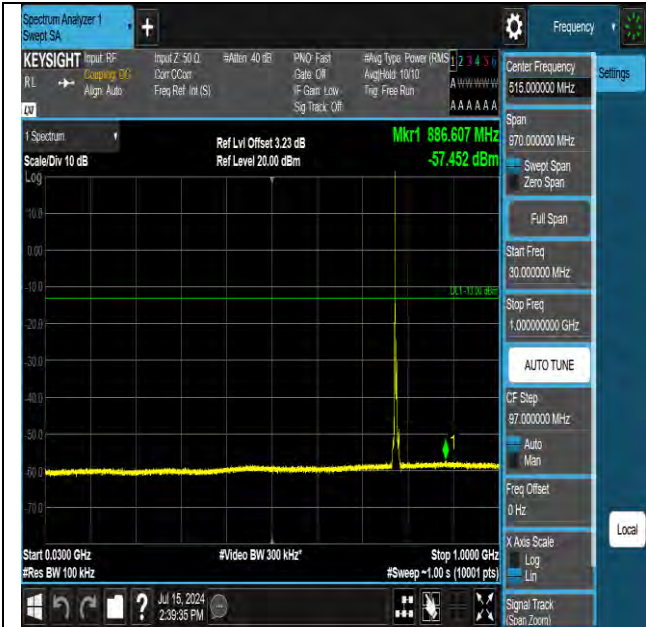 Spectrum Analyzer 1
Swept SA
+
Frequency
KEYSIGHT
RL
Input: RF
Coupling: DC
Align: Auto
Input Z: 50 Ω
Corr CCorr
Freq Ref: Int (S)
#Atten: 40 dB
PNO: Fast
Gate: Off
IF Gain: Low
Sig Track: Off
#Avg Type: Power (RMS
Avg|Hold: 10/10
Trig: Free Run
1 2 3 4 5 6
A W W W W W
A A A A A A
LXI
1 Spectrum
Scale/Div 10 dB
Log
Ref Lvl Offset 3.23 dB
Ref Level 20.00 dBm
Mkr1 886.607 MHz
-57.452 dBm
10.0
0.00
-10.0
DL1 -13.00 dBm
-20.0
-30.0
-40.0
-50.0
1
-60.0
-70.0
Start 0.0300 GHz
#Video BW 300 kHz*
Stop 1.0000 GHz
#Res BW 100 kHz
#Sweep ~1.00 s (10001 pts)
?
Jul 15, 2024
2:39:35 PM
Center Frequency
515.000000 MHz
Settings
Span
970.000000 MHz
Swept Span
Zero Span
Full Span
Start Freq
30.000000 MHz
Stop Freq
1.000000000 GHz
AUTO TUNE
CF Step
97.000000 MHz
Auto
Man
Freq Offset
0 Hz
X Axis Scale
Log
Lin
Local
Signal Track
(Span Zoom)